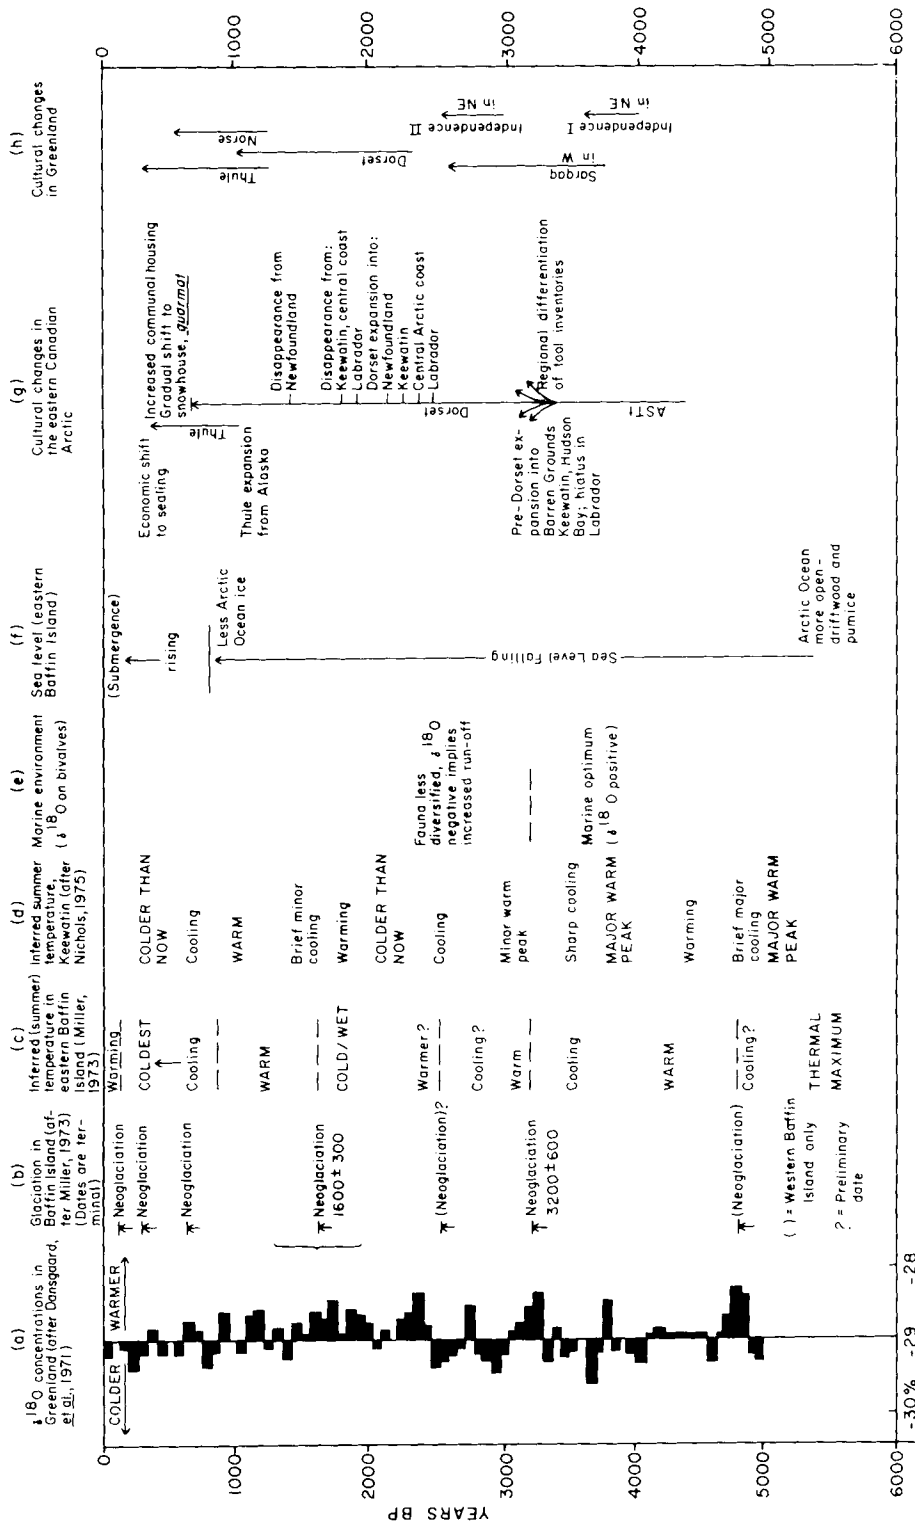 (a)
δ18O concentrations in
Greenland (after Dansgaard,
et al., 1971)
COLDER
WARMER
(b)
Glaciation in
Baffin Island (af-
ter Miller, 1973)
(Dates are ter-
minal)
Neoglaciation
Neoglaciation
Neoglaciation
Neoglaciation
1600±300
(Neoglaciation)?
Neoglaciation
3200±600
(Neoglaciation)
( ) = Western Baffin
Island only
? = Preliminary
date
(c)
Inferred (summer)
temperature in
eastern Baffin
Island (Miller,
1973)
Warming
COLDEST
Cooling
WARM
COLD/WET
Warmer?
Cooling?
Warm
Cooling
WARM
Cooling?
THERMAL
MAXIMUM
(d)
Inferred summer
temperature,
Keewatin (after
Nichols, 1975)
COLDER THAN
NOW
Cooling
WARM
Brief minor
cooling
Warming
COLDER THAN
NOW
Cooling
Minor warm
peak
Sharp cooling
MAJOR WARM
PEAK
Warming
Brief major
cooling
MAJOR WARM
PEAK
(e)
Marine environment
(δ18O on bivalves)
Fauna less
diversified, δ18O
negative implies
increased run-off
Marine optimum
(δ18O positive)
(f)
Sea level (eastern
Baffin Island)
(Submergence)
rising
Less Arctic
Ocean ice
Sea Level Falling
Arctic Ocean
more open-
driftwood and
pumice
(g)
Cultural changes in
the eastern Canadian
Arctic
Economic shift
to sealing
Thule
Thule expansion
from Alaska
Increased communal housing
Gradual shift to
snowhouse, quarmat
Disappearance from
Newfoundland
Disappearance from:
Keewatin, central coast
Labrador
Dorset expansion into:
Newfoundland
Keewatin
Central Arctic coast
Labrador
Dorset
Pre-Dorset ex-
pansion into
Barren Grounds
Keewatin, Hudson
Bay; hiatus in
Labrador
Regional differentiation
of tool inventories
ASTt
(h)
Cultural changes
in Greenland
Thule
Norse
Dorset
Independence II
in NE
Sarqaq
in W
Independence I
in NE
YEARS BP
0
1000
2000
3000
4000
5000
6000
-30%
-29
-28
0
1000
2000
3000
4000
5000
6000